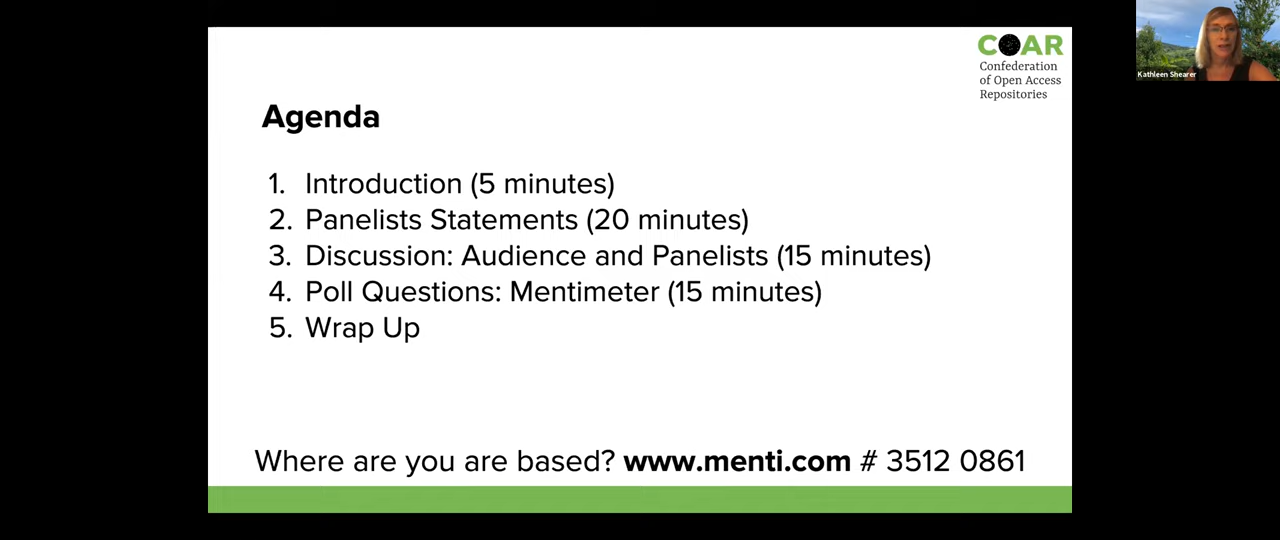 COAR
Confederation
of Open Access
Repositories
Kathleen Shearer
Agenda
1. Introduction (5 minutes)
2. Panelists Statements (20 minutes)
3. Discussion: Audience and Panelists (15 minutes)
4. Poll Questions: Mentimeter (15 minutes)
5. Wrap Up
Where are you are based? www.menti.com # 3512 0861